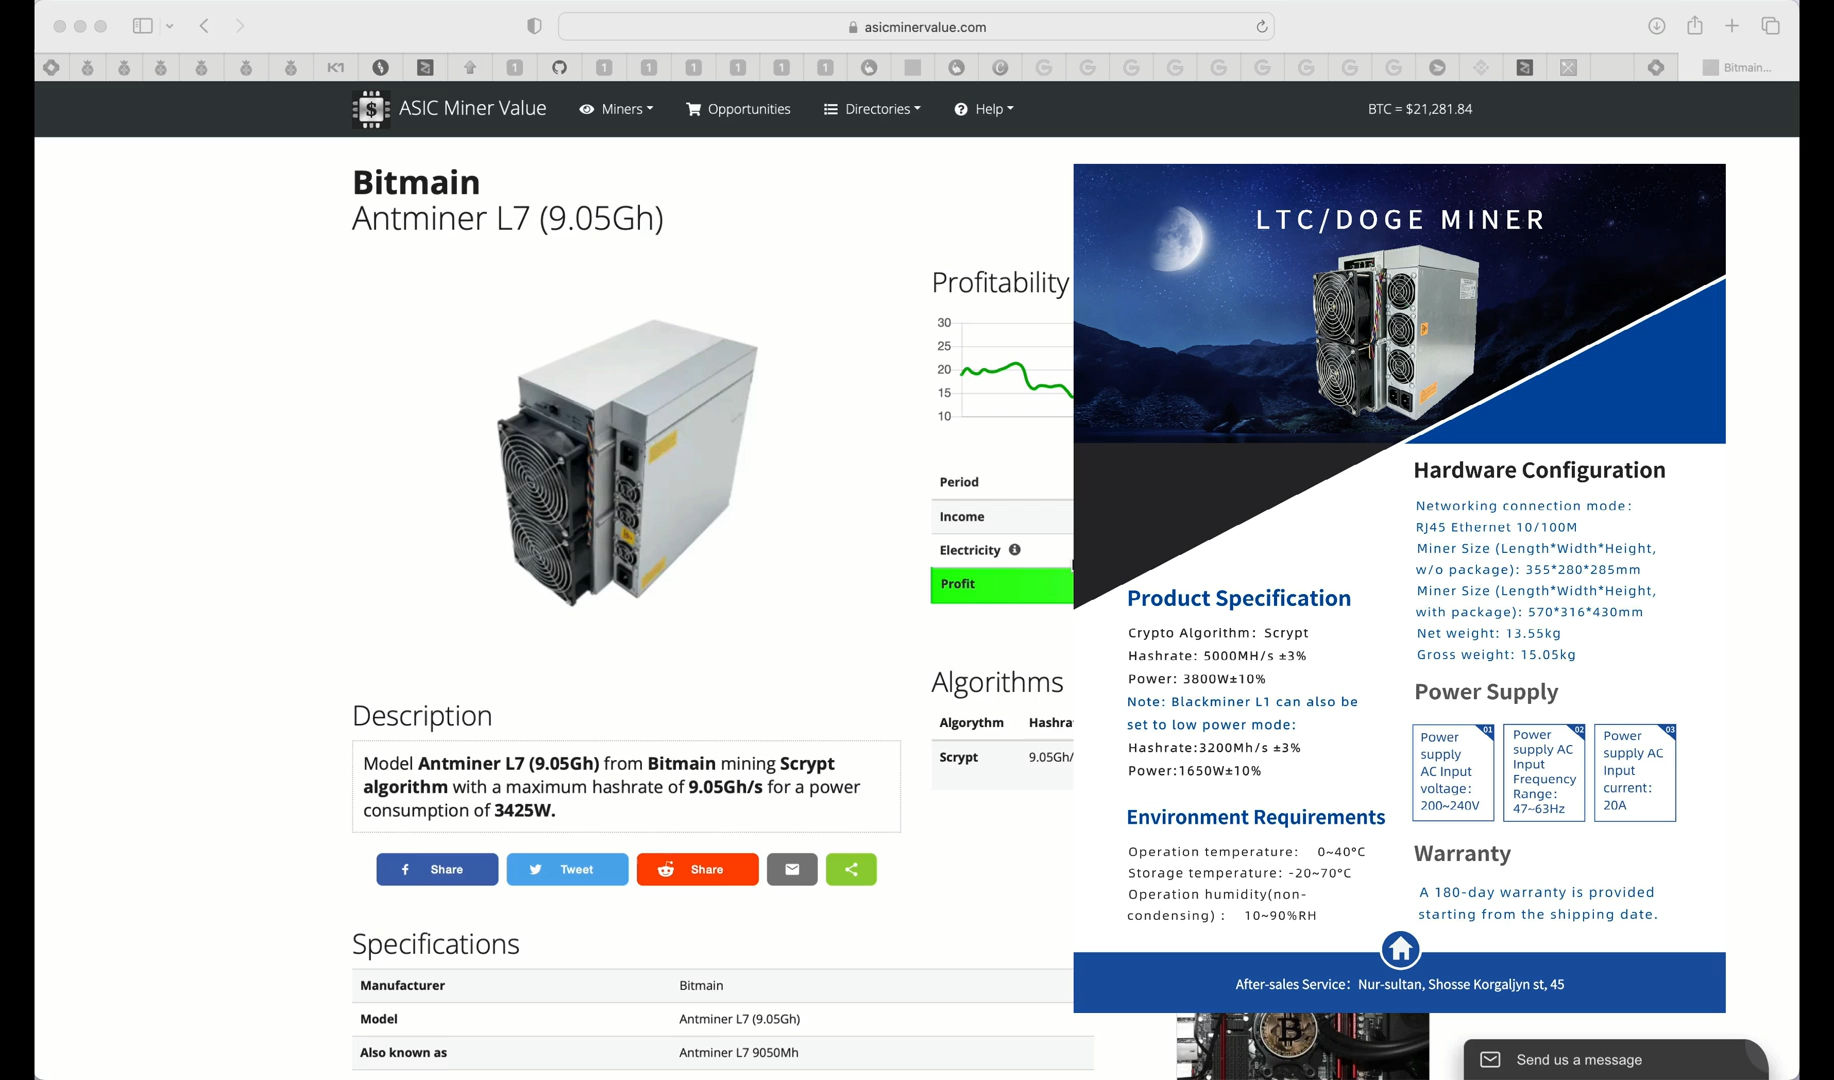 asicminervalue.com
Bitmain...
ASIC Miner Value
Miners
Opportunities
Directories
Help
BTC = $21,281.84
Bitmain
Antminer L7 (9.05Gh)
Profitability
30
25
20
15
10
Period
Income
Electricity
Profit
Algorithms
Algorythm Hashra
Scrypt 9.05Gh/
Description
Model Antminer L7 (9.05Gh) from Bitmain mining Scrypt
algorithm with a maximum hashrate of 9.05Gh/s for a power
consumption of 3425W.
Share
Tweet
Share
Specifications
Manufacturer Bitmain
Model Antminer L7 (9.05Gh)
Also known as Antminer L7 9050Mh
LTC/DOGE MINER
Product Specification
Crypto Algorithm: Scrypt
Hashrate: 5000MH/s ±3%
Power: 3800W±10%
Note: Blackminer L1 can also be
set to low power mode:
Hashrate:3200Mh/s ±3%
Power:1650W±10%
Environment Requirements
Operation temperature: 0~40°C
Storage temperature: -20~70°C
Operation humidity(non-
condensing) : 10~90%RH
Hardware Configuration
Networking connection mode:
RJ45 Ethernet 10/100M
Miner Size (Length*Width*Height,
w/o package): 355*280*285mm
Miner Size (Length*Width*Height,
with package): 570*316*430mm
Net weight: 13.55kg
Gross weight: 15.05kg
Power Supply
01
Power
supply
AC Input
voltage:
200~240V
02
Power
supply AC
Input
Frequency
Range:
47~63Hz
03
Power
supply AC
Input
current:
20A
Warranty
A 180-day warranty is provided
starting from the shipping date.
After-sales Service: Nur-sultan, Shosse Korgaljyn st, 45
Send us a message